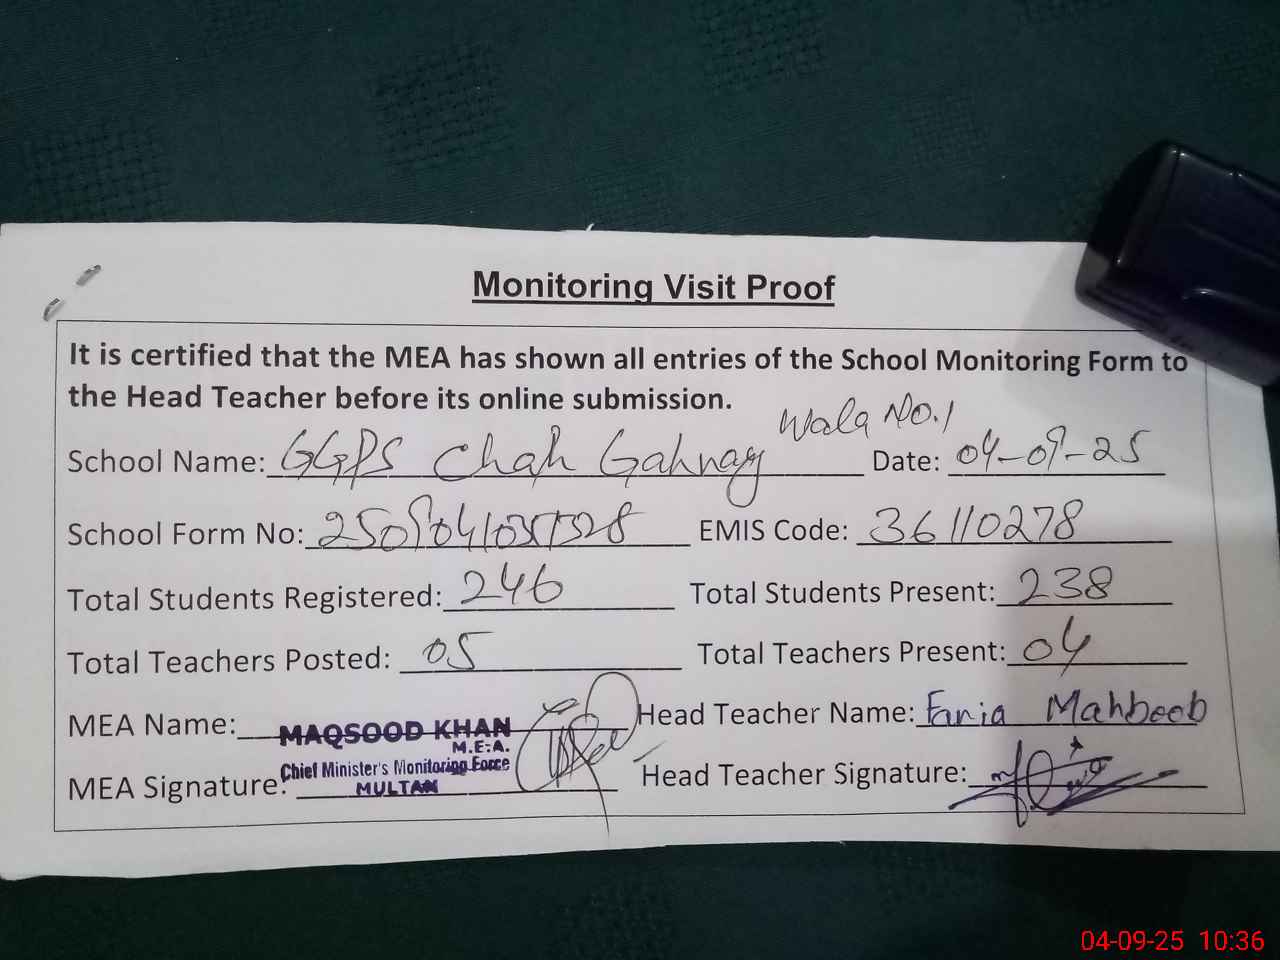 Monitoring Visit Proof
It is certified that the MEA has shown all entries of the School Monitoring Form to
the Head Teacher before its online submission.
School Name: GGPS Chah Gahnay Wala No.1 Date: 04-09-25
School Form No: EMIS Code: 36110278
Total Students Registered: 246 Total Students Present: 238
Total Teachers Posted: 05 Total Teachers Present: 04
MEA Name: MAQSOOD KHAN Head Teacher Name: Fania Mahboob
M.E.A.
Chief Minister's Monitoring Force
MEA Signature: MULTAN Head Teacher Signature:
04-09-25 10:36